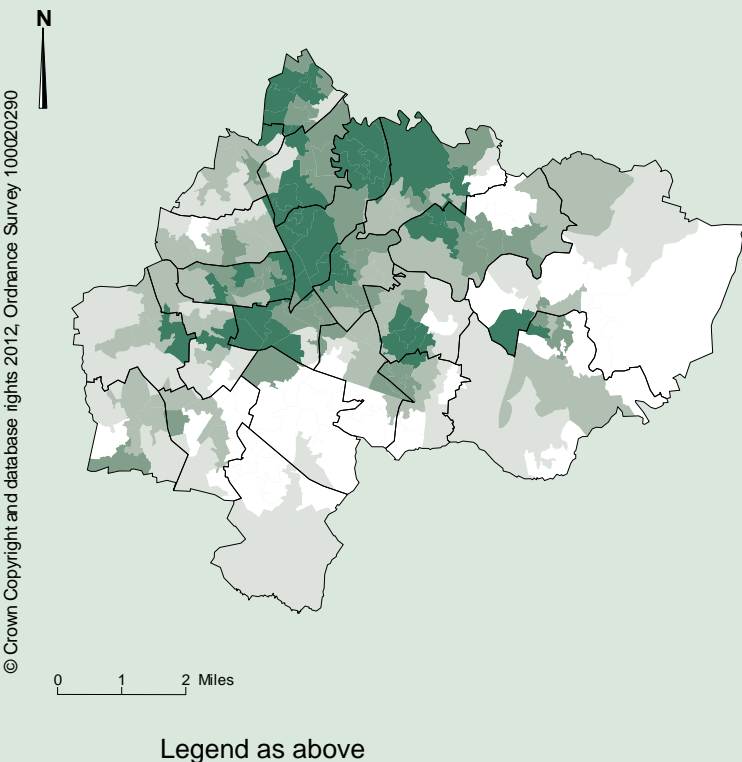 N
© Crown Copyright and database rights 2012, Ordnance Survey 100020290
0 1 2 Miles
Legend as above